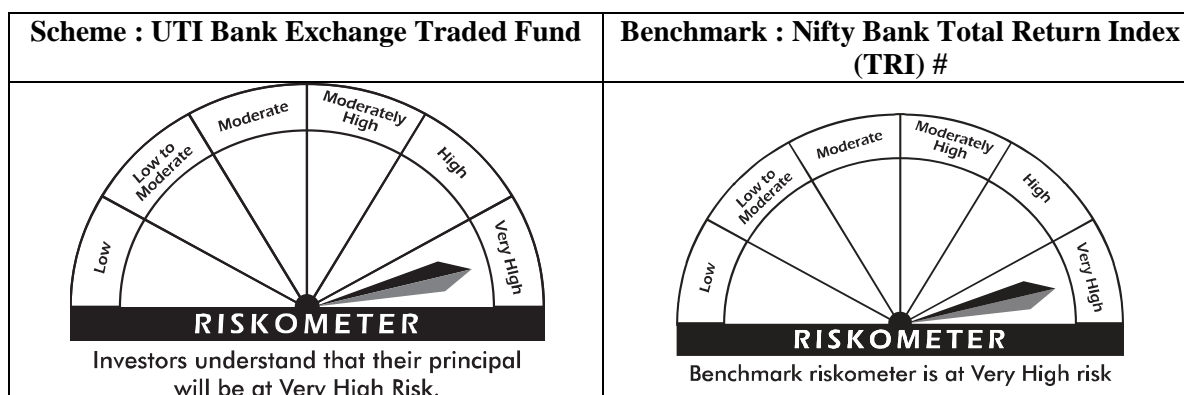 Scheme : UTI Bank Exchange Traded Fund
Benchmark : Nifty Bank Total Return Index
(TRI) #
Low
Low to
Moderate
Moderate
Moderately
High
High
Very High
RISKOMETER
Investors understand that their principal
will be at Very High Risk.
Low
Low to
Moderate
Moderate
Moderately
High
High
Very High
RISKOMETER
Benchmark riskometer is at Very High risk